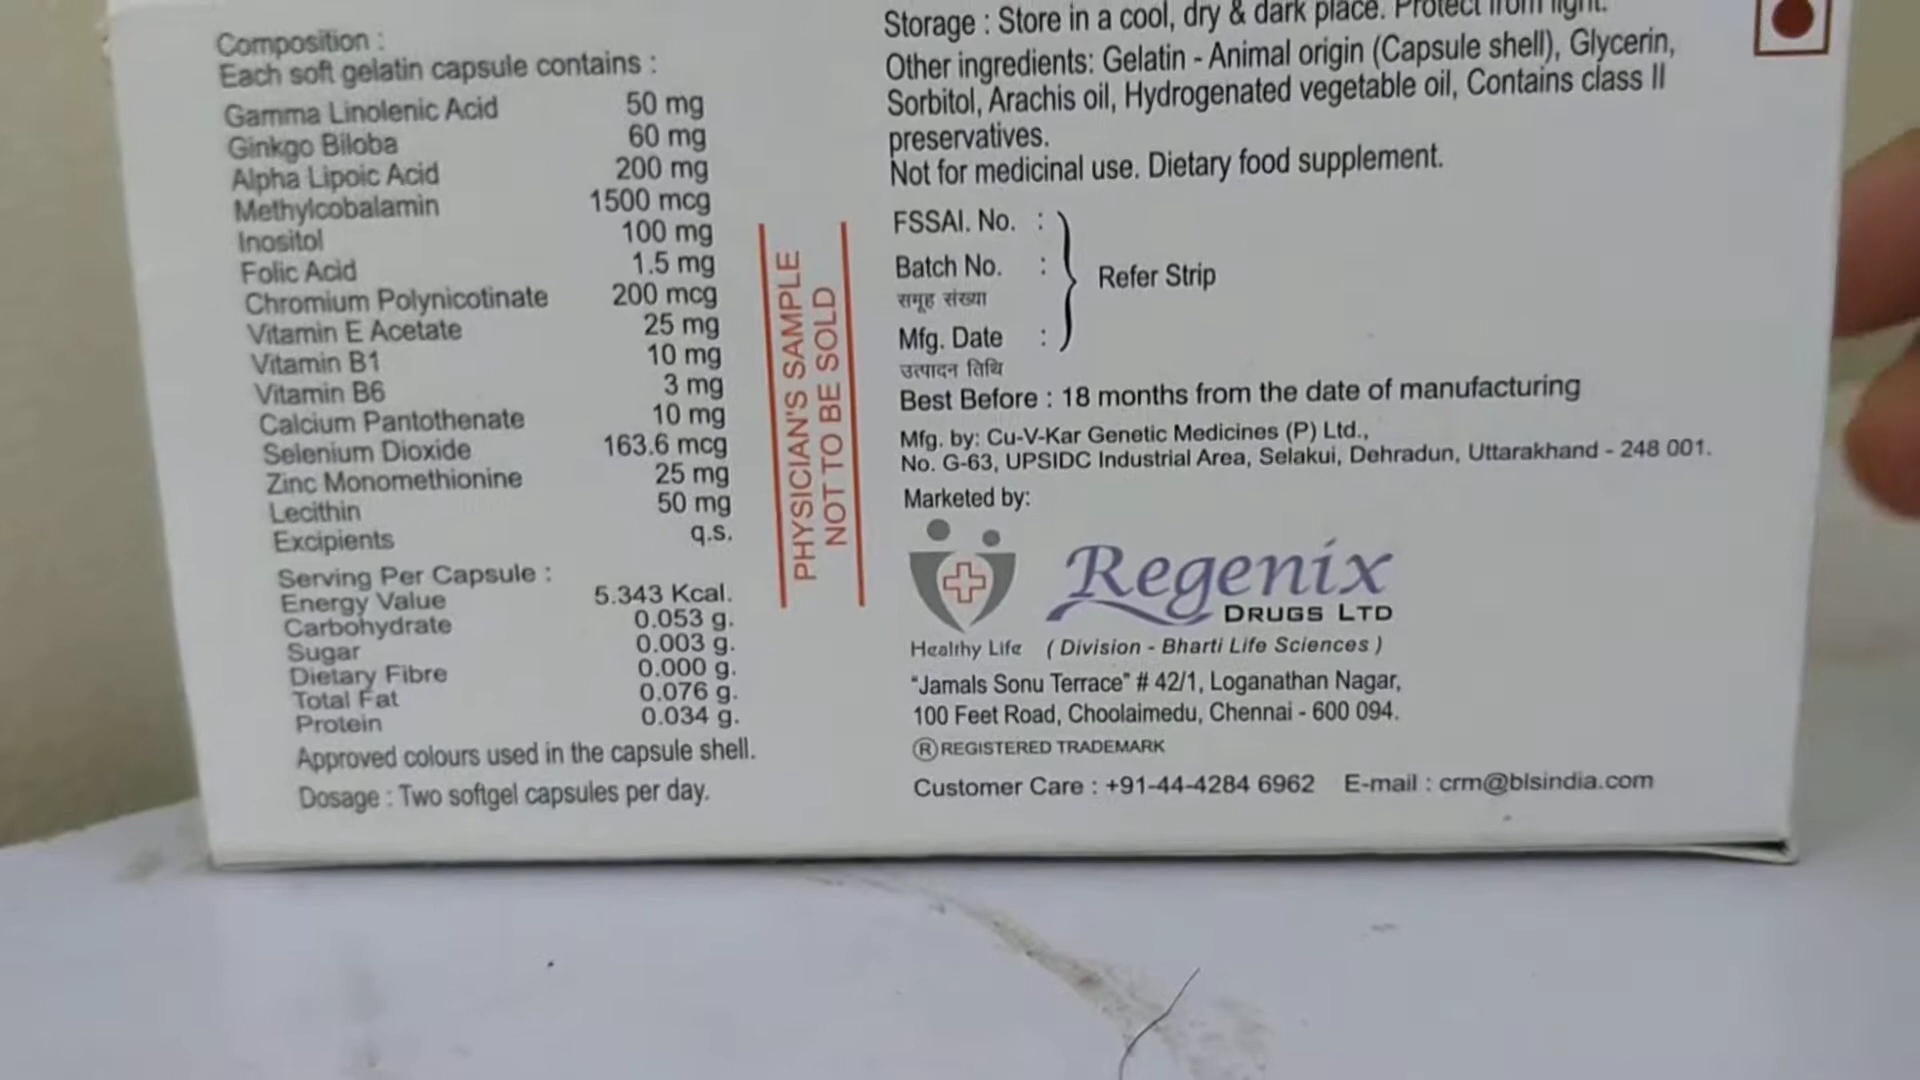 Composition :
Each soft gelatin capsule contains :
Gamma Linolenic Acid 50 mg
Ginkgo Biloba 60 mg
Alpha Lipoic Acid 200 mg
Methylcobalamin 1500 mcg
Inositol 100 mg
Folic Acid 1.5 mg
Chromium Polynicotinate 200 mcg
Vitamin E Acetate 25 mg
Vitamin B1 10 mg
Vitamin B6 3 mg
Calcium Pantothenate 10 mg
Selenium Dioxide 163.6 mcg
Zinc Monomethionine 25 mg
Lecithin 50 mg
Excipients q.s.
Serving Per Capsule :
Energy Value 5.343 Kcal.
Carbohydrate 0.053 g.
Sugar 0.003 g.
Dietary Fibre 0.000 g.
Total Fat 0.076 g.
Protein 0.034 g.
Approved colours used in the capsule shell.
Dosage : Two softgel capsules per day.
PHYSICIAN'S SAMPLE
NOT TO BE SOLD
Storage : Store in a cool, dry & dark place. Protect from light.
Other ingredients: Gelatin - Animal origin (Capsule shell), Glycerin,
Sorbitol, Arachis oil, Hydrogenated vegetable oil, Contains class II
preservatives.
Not for medicinal use. Dietary food supplement.
FSSAI. No. :
Batch No. :
समूह संख्या
Refer Strip
Mfg. Date :
उत्पादन तिथि
Best Before : 18 months from the date of manufacturing
Mfg. by: Cu-V-Kar Genetic Medicines (P) Ltd.,
No. G-63, UPSIDC Industrial Area, Selakui, Dehradun, Uttarakhand - 248 001.
Marketed by:
Regenix
DRUGS LTD
Healthy Life ( Division - Bharti Life Sciences )
“Jamals Sonu Terrace” # 42/1, Loganathan Nagar,
100 Feet Road, Choolaimedu, Chennai - 600 094.
® REGISTERED TRADEMARK
Customer Care : +91-44-4284 6962 E-mail : crm@blsindia.com